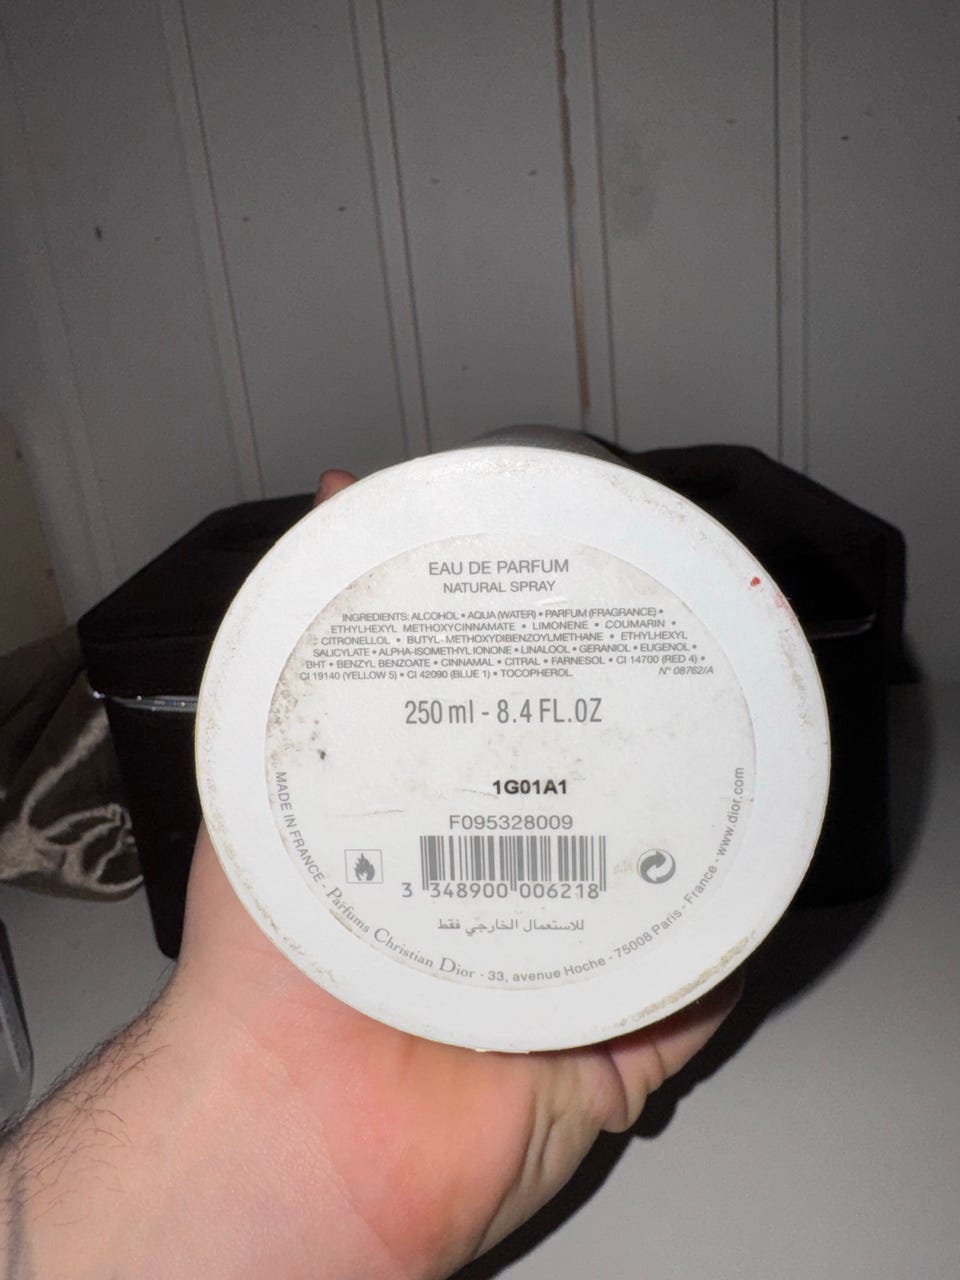 EAU DE PARFUM
NATURAL SPRAY
INGREDIENTS: ALCOHOL • AQUA (WATER) • PARFUM (FRAGRANCE) •
ETHYLHEXYL METHOXYCINNAMATE • LIMONENE • COUMARIN •
CITRONELLOL • BUTYL METHOXYDIBENZOYLMETHANE • ETHYLHEXYL
SALICYLATE • ALPHA-ISOMETHYL IONONE • LINALOOL • GERANIOL • EUGENOL •
BHT • BENZYL BENZOATE • CINNAMAL • CITRAL • FARNESOL • CI 14700 (RED 4) •
CI 19140 (YELLOW 5) • CI 42090 (BLUE 1) • TOCOPHEROL. N° 08762/A
250 ml - 8.4 FL.OZ
1G01A1
F095328009
3 348900 006218
للاستعمال الخارجي فقط
MADE IN FRANCE - Parfums Christian Dior - 33, avenue Hoche - 75008 Paris - France - www.dior.com